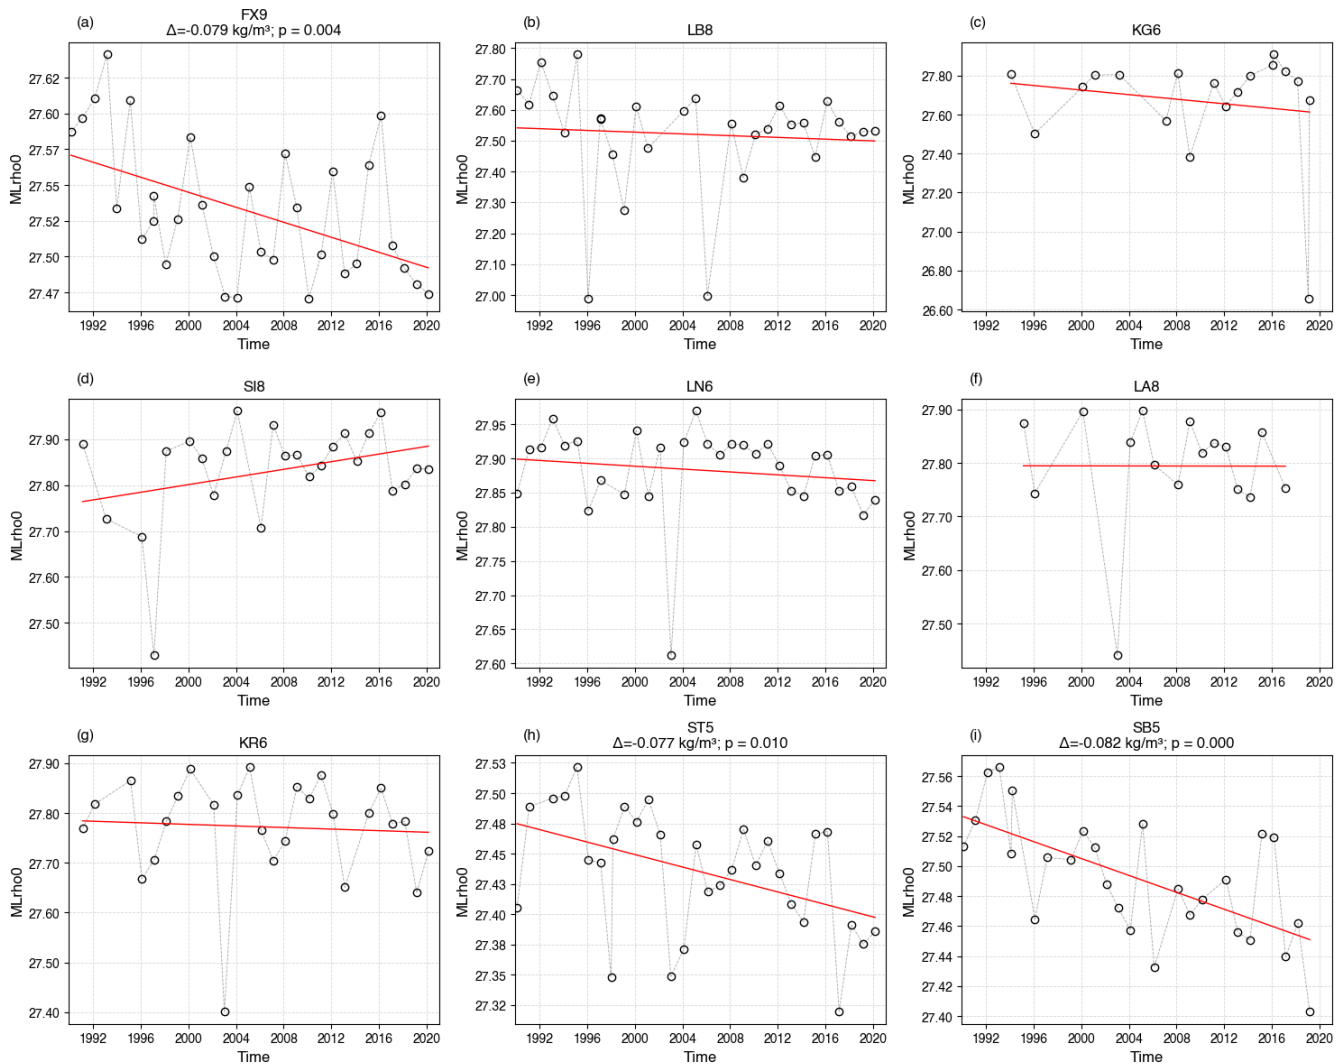 (a)
FX9
Δ=-0.079 kg/m³; p = 0.004
MLrho0
27.62
27.60
27.57
27.55
27.52
27.50
27.47
1992 1996 2000 2004 2008 2012 2016 2020
Time
(b)
LB8
MLrho0
27.80
27.70
27.60
27.50
27.40
27.30
27.20
27.10
27.00
1992 1996 2000 2004 2008 2012 2016 2020
Time
(c)
KG6
MLrho0
27.80
27.60
27.40
27.20
27.00
26.80
26.60
1992 1996 2000 2004 2008 2012 2016 2020
Time
(d)
SI8
MLrho0
27.90
27.80
27.70
27.60
27.50
1992 1996 2000 2004 2008 2012 2016 2020
Time
(e)
LN6
MLrho0
27.95
27.90
27.85
27.80
27.75
27.70
27.65
27.60
1992 1996 2000 2004 2008 2012 2016 2020
Time
(f)
LA8
MLrho0
27.90
27.80
27.70
27.60
27.50
1992 1996 2000 2004 2008 2012 2016 2020
Time
(g)
KR6
MLrho0
27.90
27.80
27.70
27.60
27.50
27.40
1992 1996 2000 2004 2008 2012 2016 2020
Time
(h)
ST5
Δ=-0.077 kg/m³; p = 0.010
MLrho0
27.53
27.50
27.48
27.45
27.43
27.40
27.38
27.35
27.32
1992 1996 2000 2004 2008 2012 2016 2020
Time
(i)
SB5
Δ=-0.082 kg/m³; p = 0.000
MLrho0
27.56
27.54
27.52
27.50
27.48
27.46
27.44
27.42
27.40
1992 1996 2000 2004 2008 2012 2016 2020
Time